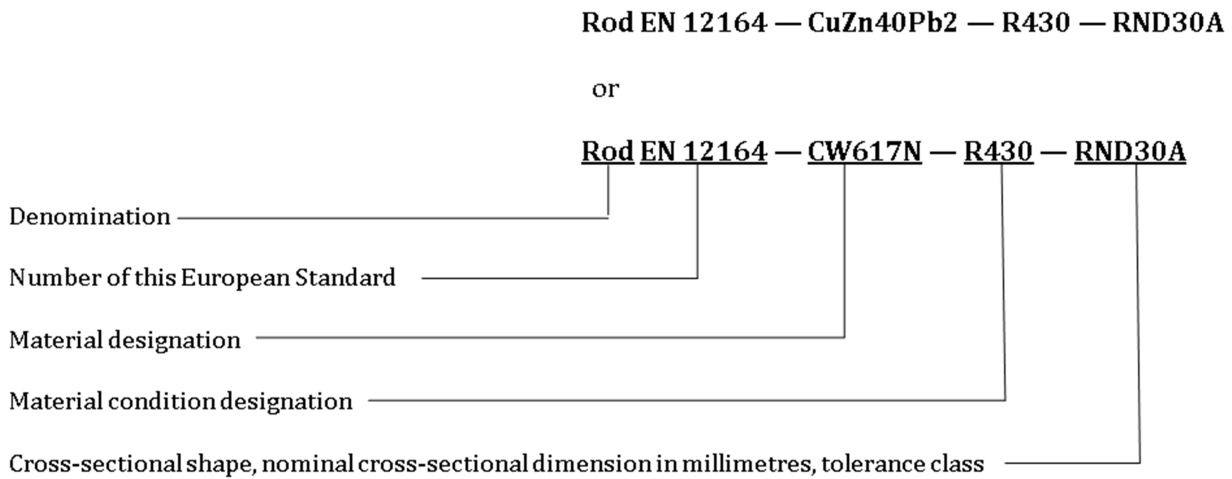 Rod EN 12164 — CuZn40Pb2 — R430 — RND30A
or
Rod EN 12164 — CW617N — R430 — RND30A
Denomination
Number of this European Standard
Material designation
Material condition designation
Cross-sectional shape, nominal cross-sectional dimension in millimetres, tolerance class